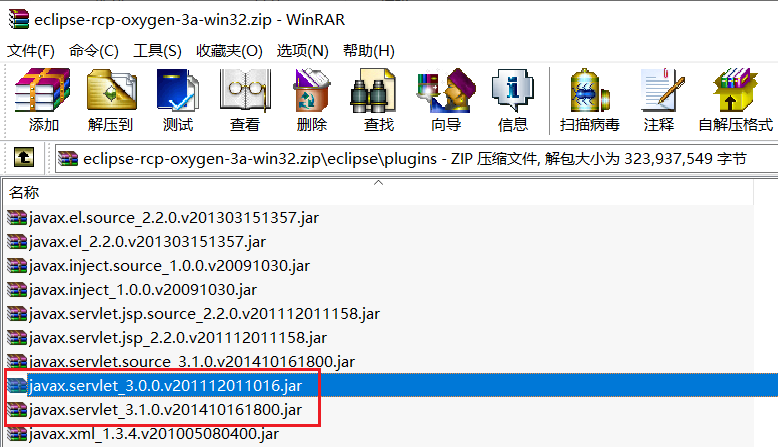 eclipse-rcp-oxygen-3a-win32.zip - WinRAR
文件(F) 命令(C) 工具(S) 收藏夹(O) 选项(N) 帮助(H)
添加 解压到 测试 查看 删除 查找 向导 信息 扫描病毒 注释 自解压格式
eclipse-rcp-oxygen-3a-win32.zip\eclipse\plugins - ZIP 压缩文件, 解包大小为 323,937,549 字节
名称
javax.el.source_2.2.0.v201303151357.jar
javax.el_2.2.0.v201303151357.jar
javax.inject.source_1.0.0.v20091030.jar
javax.inject_1.0.0.v20091030.jar
javax.servlet.jsp.source_2.2.0.v201112011158.jar
javax.servlet.jsp_2.2.0.v201112011158.jar
javax.servlet.source_3.1.0.v201410161800.jar
javax.servlet_3.0.0.v201112011016.jar
javax.servlet_3.1.0.v201410161800.jar
javax.xml_1.3.4.v201005080400.jar